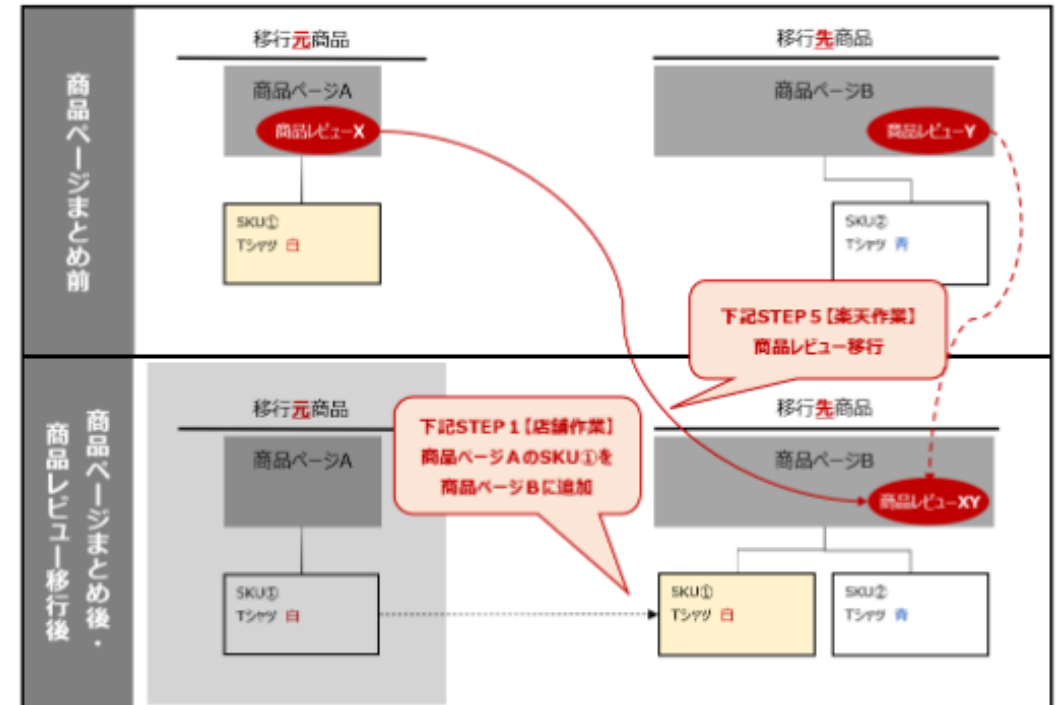 商品ページまとめ前
移行元商品
商品ページA
商品レビューX
SKU①
Tシャツ 白
移行先商品
商品ページB
商品レビューY
SKU②
Tシャツ 青
下記STEP5【楽天作業】
商品レビュー移行
商品ページまとめ後・
商品レビュー移行後
移行元商品
商品ページA
SKU①
Tシャツ 白
下記STEP1【店舗作業】
商品ページAのSKU①を
商品ページBに追加
移行先商品
商品ページB
商品レビューXY
SKU①
Tシャツ 白
SKU②
Tシャツ 青